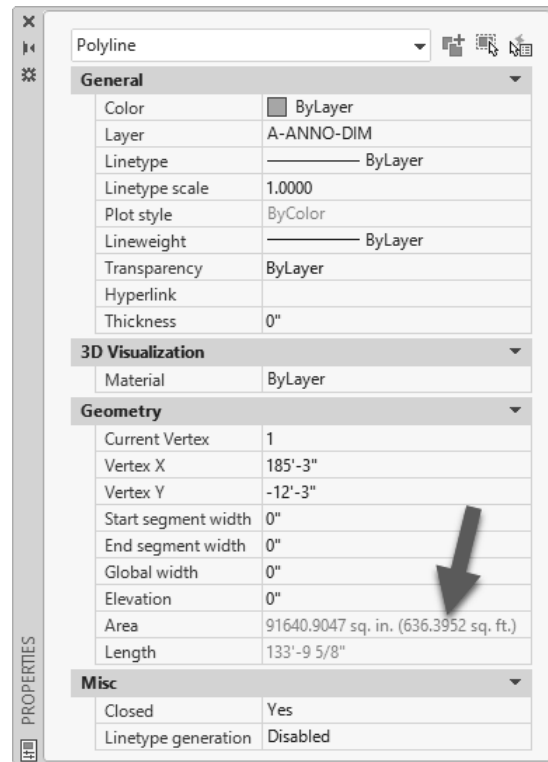 Polyline
General
Color ByLayer
Layer A-ANNO-DIM
Linetype ByLayer
Linetype scale 1.0000
Plot style ByColor
Lineweight ByLayer
Transparency ByLayer
Hyperlink
Thickness 0"
3D Visualization
Material ByLayer
Geometry
Current Vertex 1
Vertex X 185'-3"
Vertex Y -12'-3"
Start segment width 0"
End segment width 0"
Global width 0"
Elevation 0"
Area 91640.9047 sq. in. (636.3952 sq. ft.)
Length 133'-9 5/8"
Misc
Closed Yes
Linetype generation Disabled
PROPERTIES